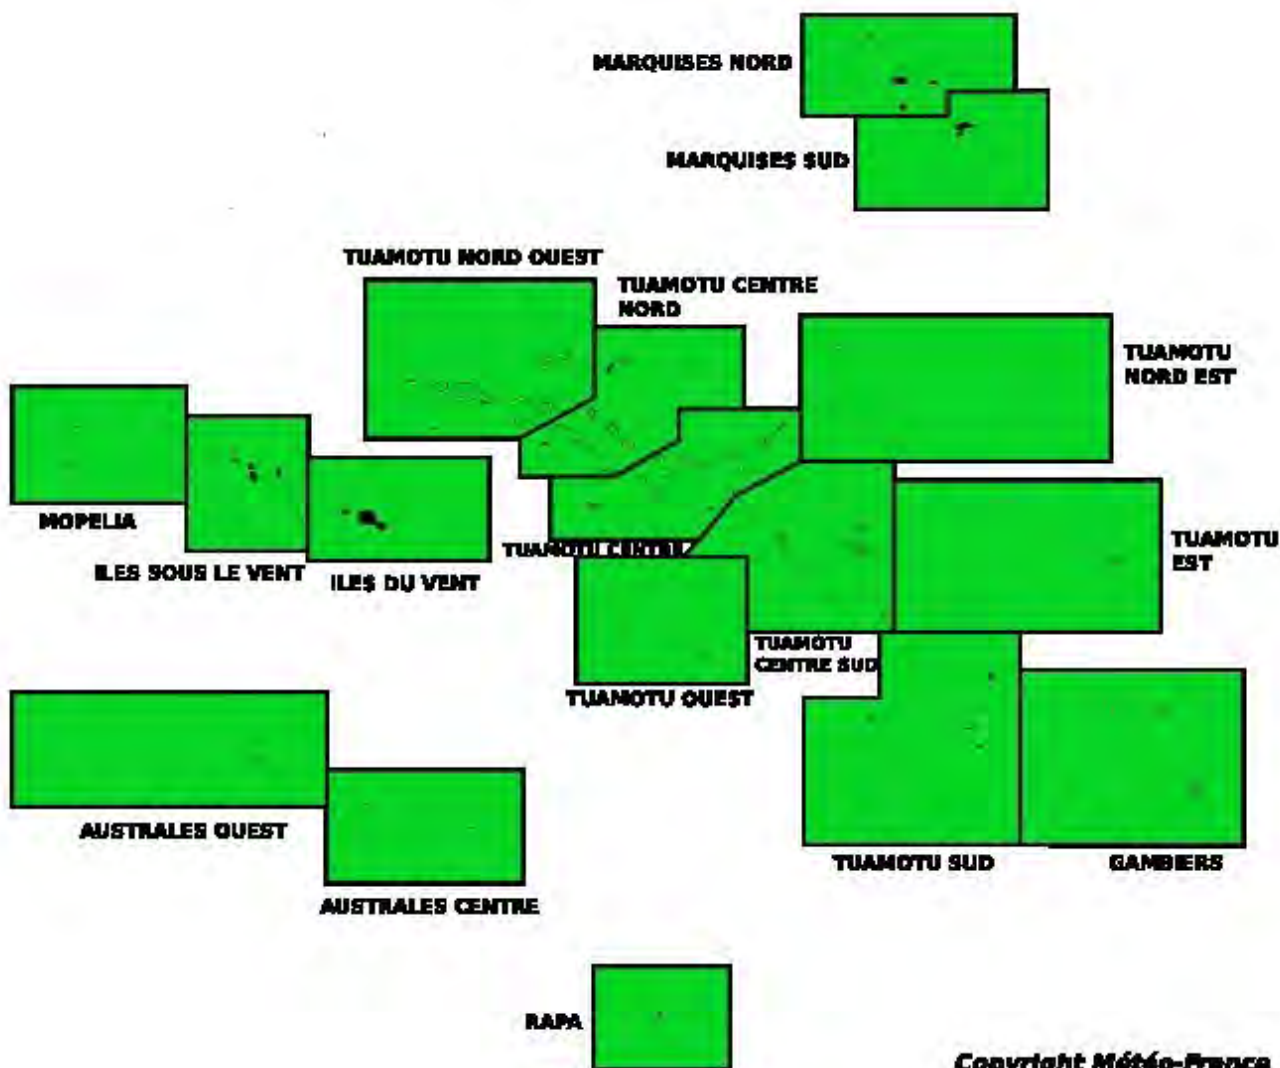 MARQUISES NORD
MARQUISES SUD
TUAMOTU NORD OUEST
TUAMOTU CENTRE
NORD
TUAMOTU
NORD EST
MOPELIA
ILES SOUS LE VENT
ILES DU VENT
TUAMOTU CENTRE
TUAMOTU
EST
TUAMOTU
CENTRE SUD
TUAMOTU OUEST
AUSTRALES OUEST
AUSTRALES CENTRE
TUAMOTU SUD
GAMBIERS
RAPA
Copyright Météo-France